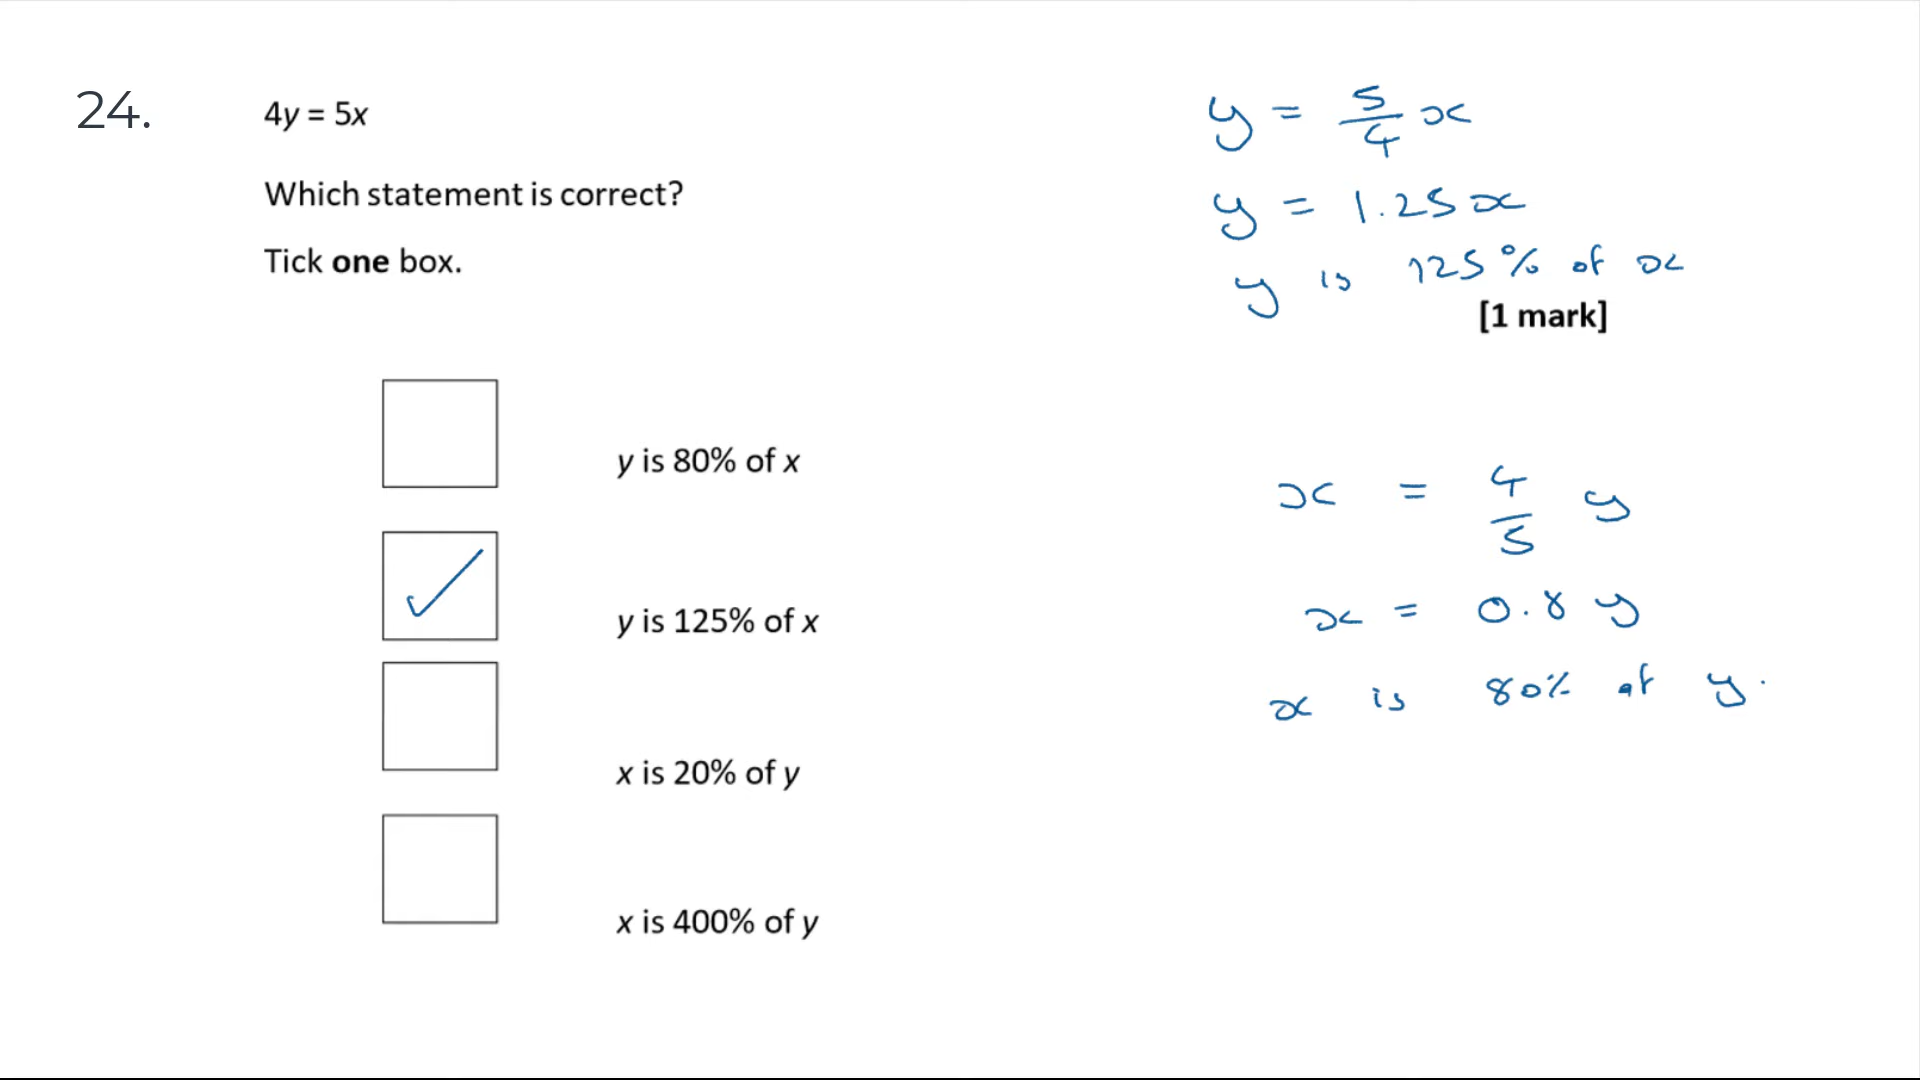 24.
4y = 5x
Which statement is correct?
Tick one box.
y = 5/4 x
y = 1.25x
y is 125% of x
[1 mark]
y is 80% of x
y is 125% of x
x is 20% of y
x is 400% of y
x = 4/5 y
x = 0.8 y
x is 80% of y.